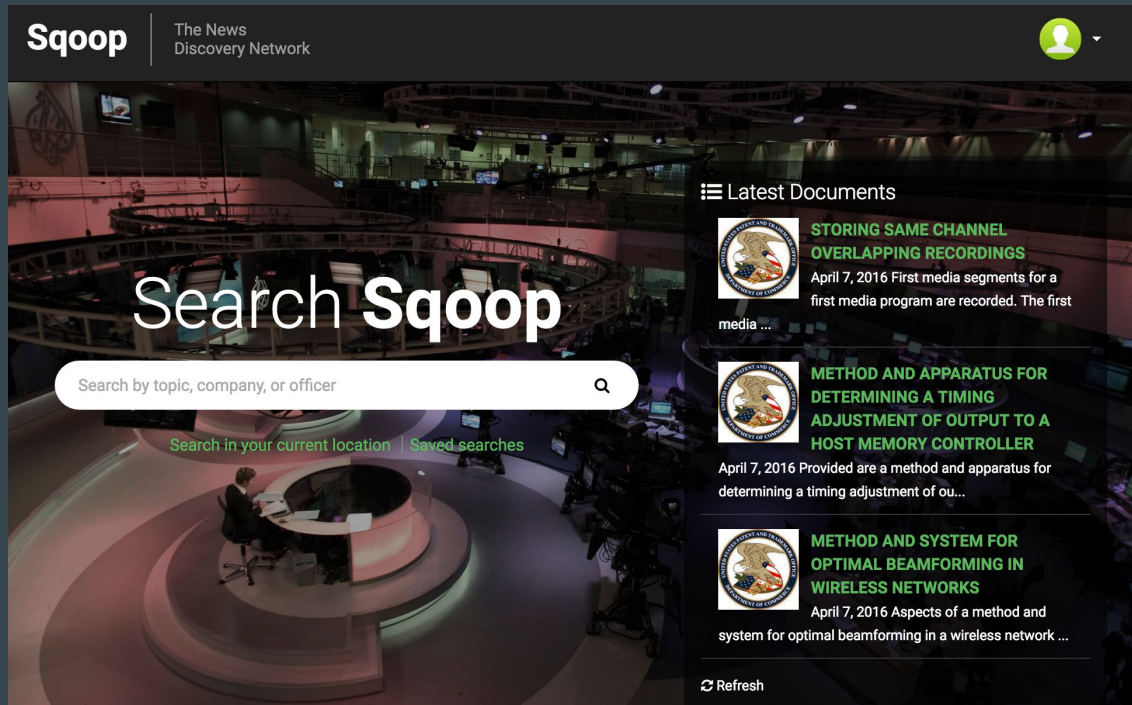 Sqoop
The News
Discovery Network
Search Sqoop
Search by topic, company, or officer
Search in your current location | Saved searches
Latest Documents
STORING SAME CHANNEL
OVERLAPPING RECORDINGS
April 7, 2016 First media segments for a
first media program are recorded. The first
media ...
METHOD AND APPARATUS FOR
DETERMINING A TIMING
ADJUSTMENT OF OUTPUT TO A
HOST MEMORY CONTROLLER
April 7, 2016 Provided are a method and apparatus for
determining a timing adjustment of ou...
METHOD AND SYSTEM FOR
OPTIMAL BEAMFORMING IN
WIRELESS NETWORKS
April 7, 2016 Aspects of a method and
system for optimal beamforming in a wireless network ...
Refresh